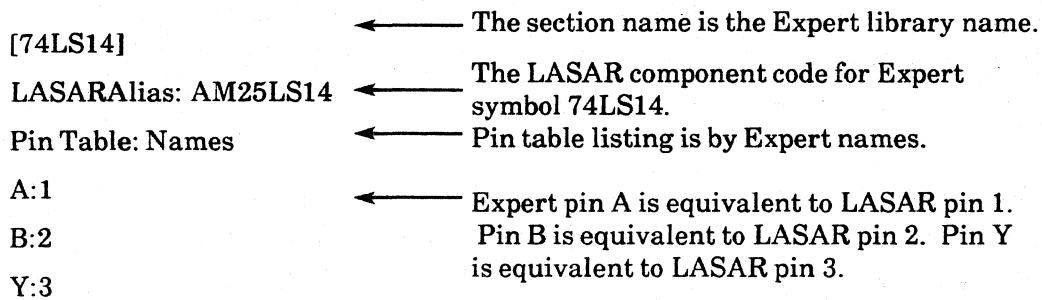 The section name is the Expert library name.
[74LS14]
The LASAR component code for Expert
LASARAlias: AM25LS14
symbol 74LS14.
Pin Table: Names
Pin table listing is by Expert names.
A:1
Expert pin A is equivalent to LASAR pin 1.
B:2
Pin B is equivalent to LASAR pin 2. Pin Y
is equivalent to LASAR pin 3.
Y:3